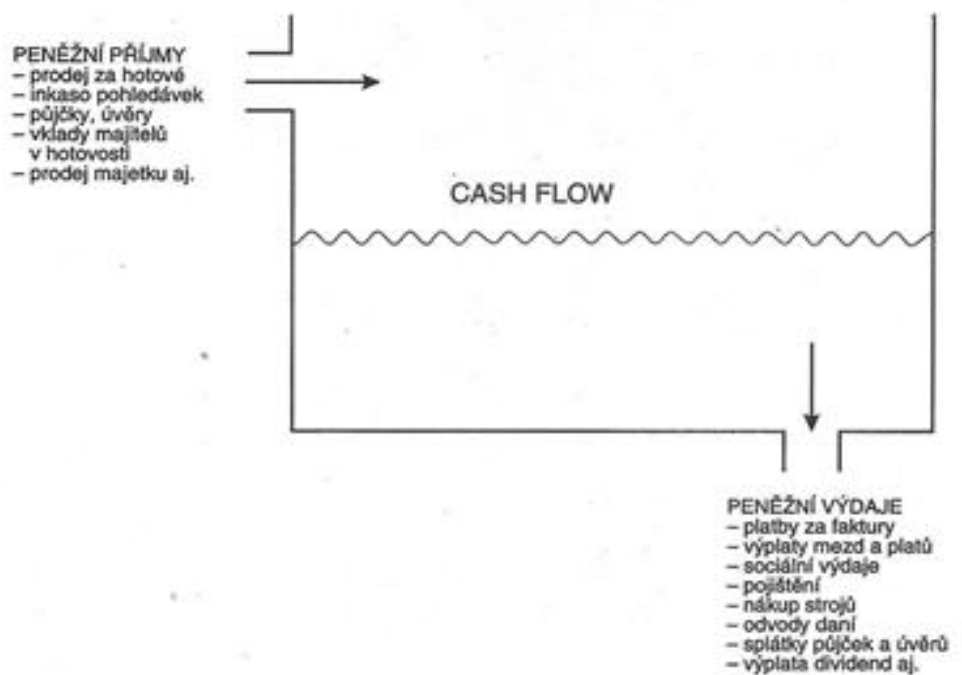 PENĚŽNÍ PŘÍJMY
– prodej za hotové
– inkaso pohledávek
– půjčky, úvěry
– vklady majitelů
v hotovosti
– prodej majetku aj.
CASH FLOW
PENĚŽNÍ VÝDAJE
– platby za faktury
– výplaty mezd a platů
– sociální výdaje
– pojištění
– nákup strojů
– odvody daní
– splátky půjček a úvěrů
– výplata dividend aj.